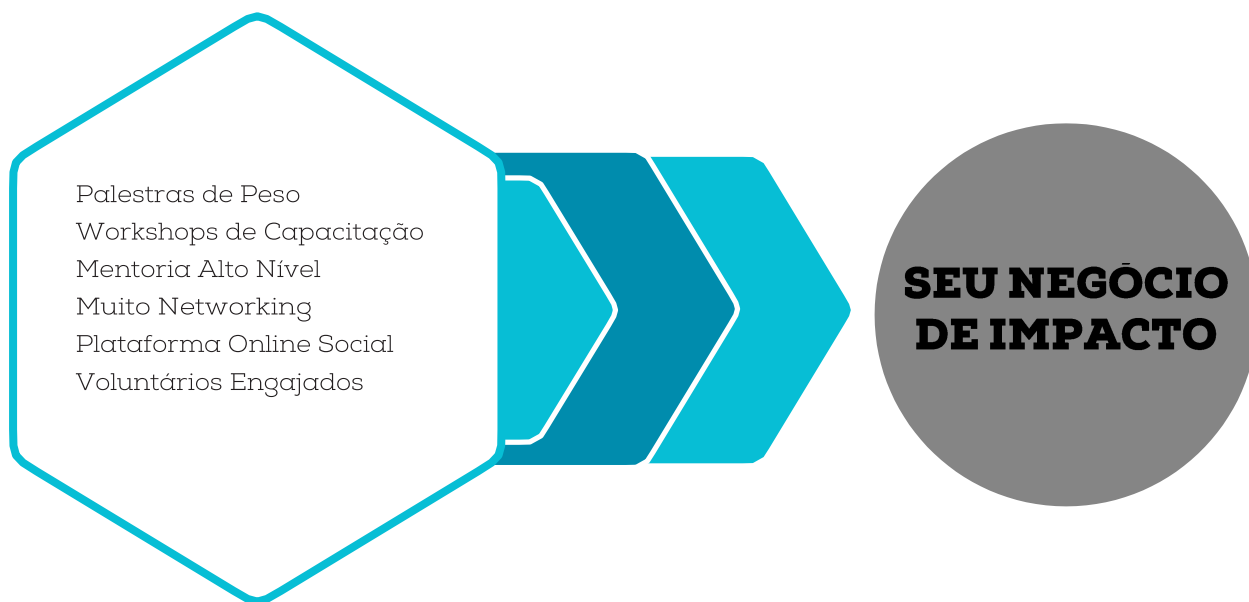 Palestras de Peso
Workshops de Capacitação
Mentoria Alto Nível
Muito Networking
Plataforma Online Social
Voluntários Engajados
SEU NEGÓCIO
DE IMPACTO